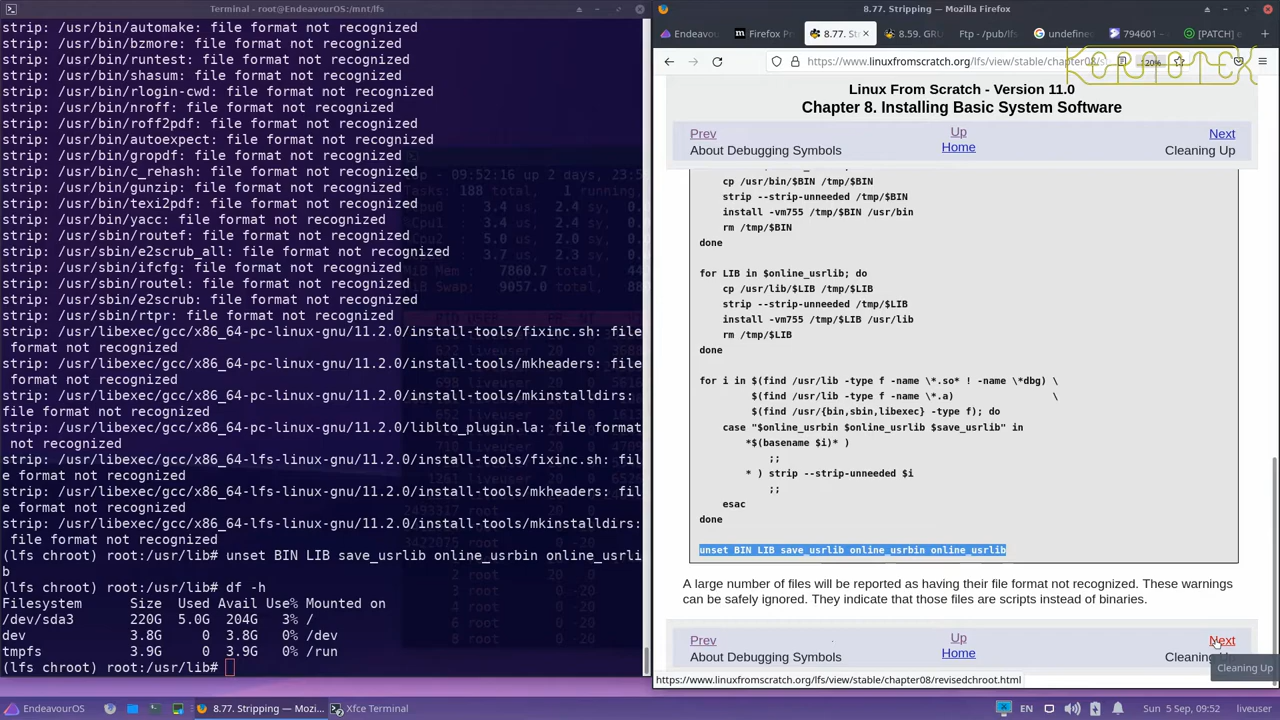 Terminal - root@EndeavourOS:/mnt/lfs
strip: /usr/bin/automake: file format not recognized
strip: /usr/bin/bzmore: file format not recognized
strip: /usr/bin/runtest: file format not recognized
strip: /usr/bin/shasum: file format not recognized
strip: /usr/bin/rlogin-cwd: file format not recognized
strip: /usr/bin/nroff: file format not recognized
strip: /usr/bin/roff2pdf: file format not recognized
strip: /usr/bin/autoexpect: file format not recognized
strip: /usr/bin/gropdf: file format not recognized
strip: /usr/bin/c_rehash: file format not recognized
strip: /usr/bin/gunzip: file format not recognized
strip: /usr/bin/texi2pdf: file format not recognized
strip: /usr/bin/yacc: file format not recognized
strip: /usr/sbin/routef: file format not recognized
strip: /usr/sbin/e2scrub_all: file format not recognized
strip: /usr/sbin/ifcfg: file format not recognized
strip: /usr/sbin/routel: file format not recognized
strip: /usr/sbin/e2scrub: file format not recognized
strip: /usr/sbin/rtpr: file format not recognized
strip: /usr/libexec/gcc/x86_64-pc-linux-gnu/11.2.0/install-tools/fixinc.sh: file
format not recognized
strip: /usr/libexec/gcc/x86_64-pc-linux-gnu/11.2.0/install-tools/mkheaders: file
format not recognized
strip: /usr/libexec/gcc/x86_64-pc-linux-gnu/11.2.0/install-tools/mkinstalldirs:
file format not recognized
strip: /usr/libexec/gcc/x86_64-pc-linux-gnu/11.2.0/liblto_plugin.la: file format
not recognized
strip: /usr/libexec/gcc/x86_64-lfs-linux-gnu/11.2.0/install-tools/fixinc.sh: fil
e format not recognized
strip: /usr/libexec/gcc/x86_64-lfs-linux-gnu/11.2.0/install-tools/mkheaders: fil
e format not recognized
strip: /usr/libexec/gcc/x86_64-lfs-linux-gnu/11.2.0/install-tools/mkinstalldirs:
file format not recognized
(lfs chroot) root:/usr/lib# unset BIN LIB save_usrlib online_usrbin online_usrli
b
(lfs chroot) root:/usr/lib# df -h
Filesystem Size Used Avail Use% Mounted on
/dev/sda3 220G 5.0G 204G 3% /
dev 3.8G 0 3.8G 0% /dev
tmpfs 3.9G 0 3.9G 0% /run
(lfs chroot) root:/usr/lib#
8.77. Stripping — Mozilla Firefox
Endeavou
Firefox Pr
8.77. St
8.59. GRU
Ftp - /pub/lfs
undefined
794601 –
[PATCH] e
https://www.linuxfromscratch.org/lfs/view/stable/chapter08/s
120%
Linux From Scratch - Version 11.0
Chapter 8. Installing Basic System Software
Prev Up Next
About Debugging Symbols Home Cleaning Up
cp /usr/bin/$BIN /tmp/$BIN
strip --strip-unneeded /tmp/$BIN
install -vm755 /tmp/$BIN /usr/bin
rm /tmp/$BIN
done
for LIB in $online_usrlib; do
cp /usr/lib/$LIB /tmp/$LIB
strip --strip-unneeded /tmp/$LIB
install -vm755 /tmp/$LIB /usr/lib
rm /tmp/$LIB
done
for i in $(find /usr/lib -type f -name \*.so* ! -name \*dbg) \
$(find /usr/lib -type f -name \*.a) \
$(find /usr/{bin,sbin,libexec} -type f); do
case "$online_usrbin $online_usrlib $save_usrlib" in
*$(basename $i)* )
;;
* ) strip --strip-unneeded $i
;;
esac
done
unset BIN LIB save_usrlib online_usrbin online_usrlib
A large number of files will be reported as having their file format not recognized. These warnings
can be safely ignored. They indicate that those files are scripts instead of binaries.
Prev Up Next
About Debugging Symbols Home Cleaning Up
Cleaning Up
https://www.linuxfromscratch.org/lfs/view/stable/chapter08/revisedchroot.html
EndeavourOS
8.77. Stripping — Mozi...
Xfce Terminal
EN
Sun 5 Sep, 09:52
liveuser